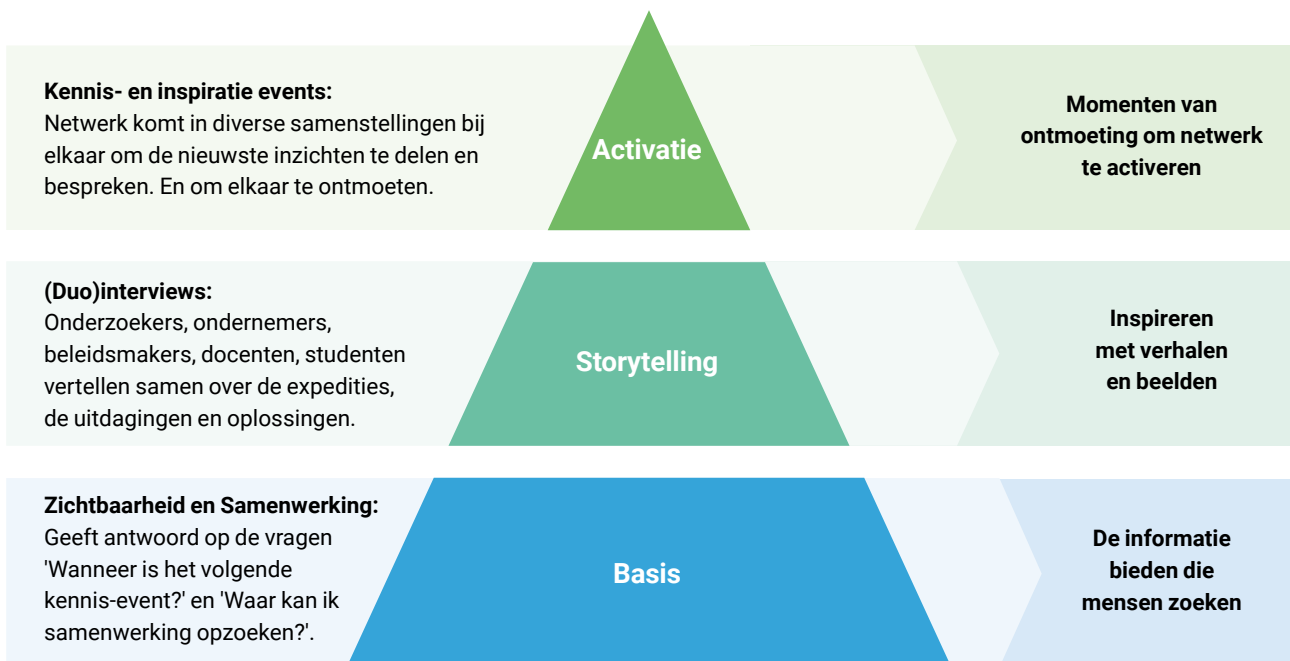 Kennis- en inspiratie events:
Netwerk komt in diverse samenstellingen bij
elkaar om de nieuwste inzichten te delen en
bespreken. En om elkaar te ontmoeten.
Activatie
Momenten van
ontmoeting om netwerk
te activeren
(Duo)interviews:
Onderzoekers, ondernemers,
beleidsmakers, docenten, studenten
vertellen samen over de expedities,
de uitdagingen en oplossingen.
Storytelling
Inspireren
met verhalen
en beelden
Zichtbaarheid en Samenwerking:
Geeft antwoord op de vragen
'Wanneer is het volgende
kennis-event?' en 'Waar kan ik
samenwerking opzoeken?'.
Basis
De informatie
bieden die
mensen zoeken